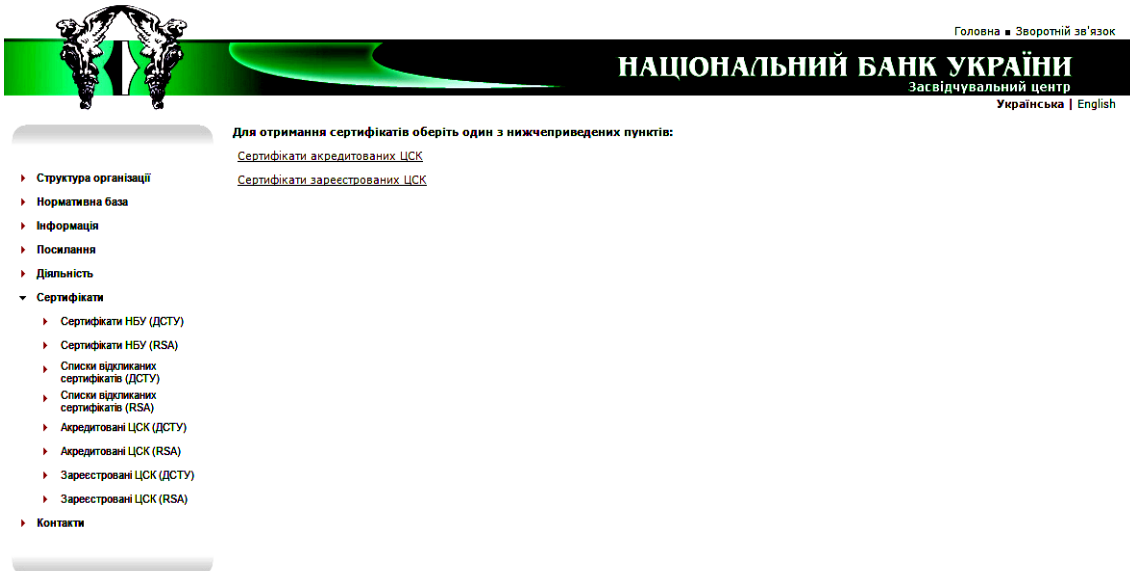 Головна ■ Зворотній зв'язок
НАЦІОНАЛЬНИЙ БАНК УКРАЇНИ
Засвідчувальний центр
Українська | English
Для отримання сертифікатів оберіть один з нижчеприведених пунктів:
Сертифікати акредитованих ЦСК
Сертифікати зареєстрованих ЦСК
Структура організації
Нормативна база
Інформація
Посилання
Діяльність
Сертифікати
Сертифікати НБУ (ДСТУ)
Сертифікати НБУ (RSA)
Списки відкликаних
сертифікатів (ДСТУ)
Списки відкликаних
сертифікатів (RSA)
Акредитовані ЦСК (ДСТУ)
Акредитовані ЦСК (RSA)
Зареєстровані ЦСК (ДСТУ)
Зареєстровані ЦСК (RSA)
Контакти